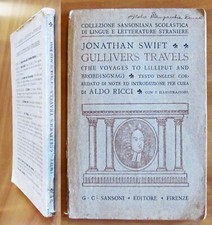 COLLEZIONE SANSONIANA SCOLASTICA
DI LINGUE E LETTERATURE STRANIERE
JONATHAN SWIFT
GULLIVER'S TRAVELS
(THE VOYAGES TO LILLIPUT AND
BROBDINGNAG) TESTO INGLESE COR-
REDATO DI NOTE ED INTRODUZIONE PER CURA
DI ALDO RICCI
G. C. SANSONI - EDITORE - FIRENZE